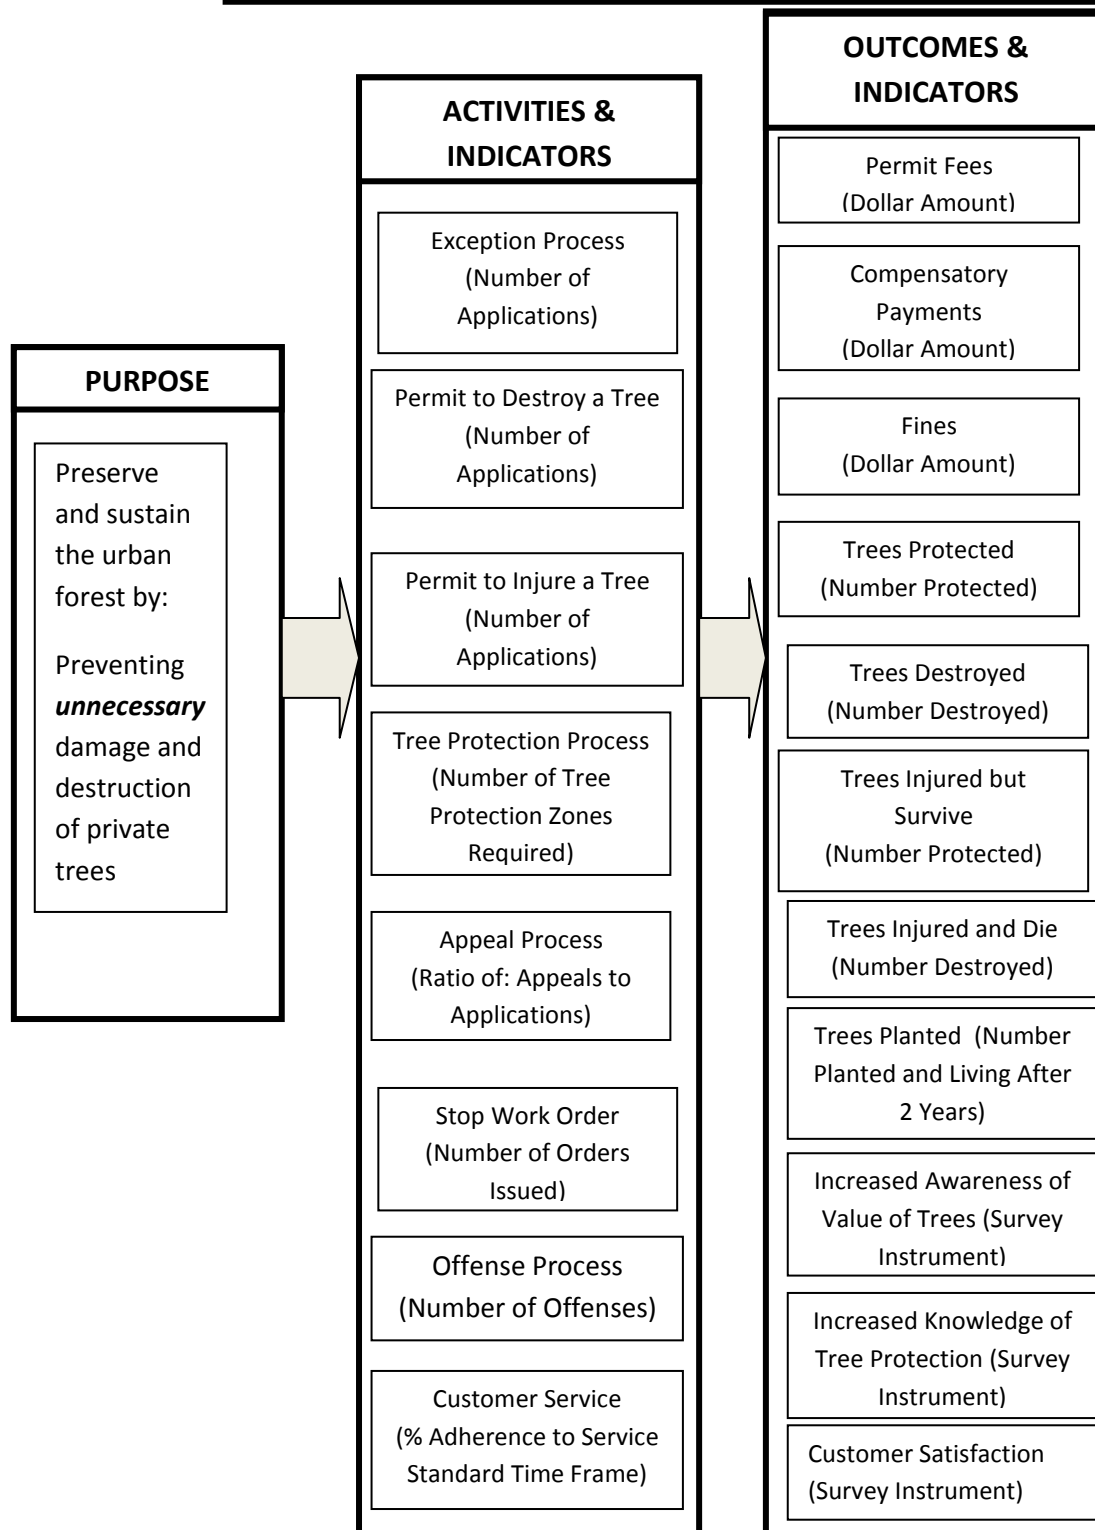 PURPOSE
Preserve
and sustain
the urban
forest by:
Preventing
unnecessary
damage and
destruction
of private
trees
ACTIVITIES &
INDICATORS
Exception Process
(Number of
Applications)
Permit to Destroy a Tree
(Number of
Applications)
Permit to Injure a Tree
(Number of
Applications)
Tree Protection Process
(Number of Tree
Protection Zones
Required)
Appeal Process
(Ratio of: Appeals to
Applications)
Stop Work Order
(Number of Orders
Issued)
Offense Process
(Number of Offenses)
Customer Service
(% Adherence to Service
Standard Time Frame)
OUTCOMES &
INDICATORS
Permit Fees
(Dollar Amount)
Compensatory
Payments
(Dollar Amount)
Fines
(Dollar Amount)
Trees Protected
(Number Protected)
Trees Destroyed
(Number Destroyed)
Trees Injured but
Survive
(Number Protected)
Trees Injured and Die
(Number Destroyed)
Trees Planted (Number
Planted and Living After
2 Years)
Increased Awareness of
Value of Trees (Survey
Instrument)
Increased Knowledge of
Tree Protection (Survey
Instrument)
Customer Satisfaction
(Survey Instrument)